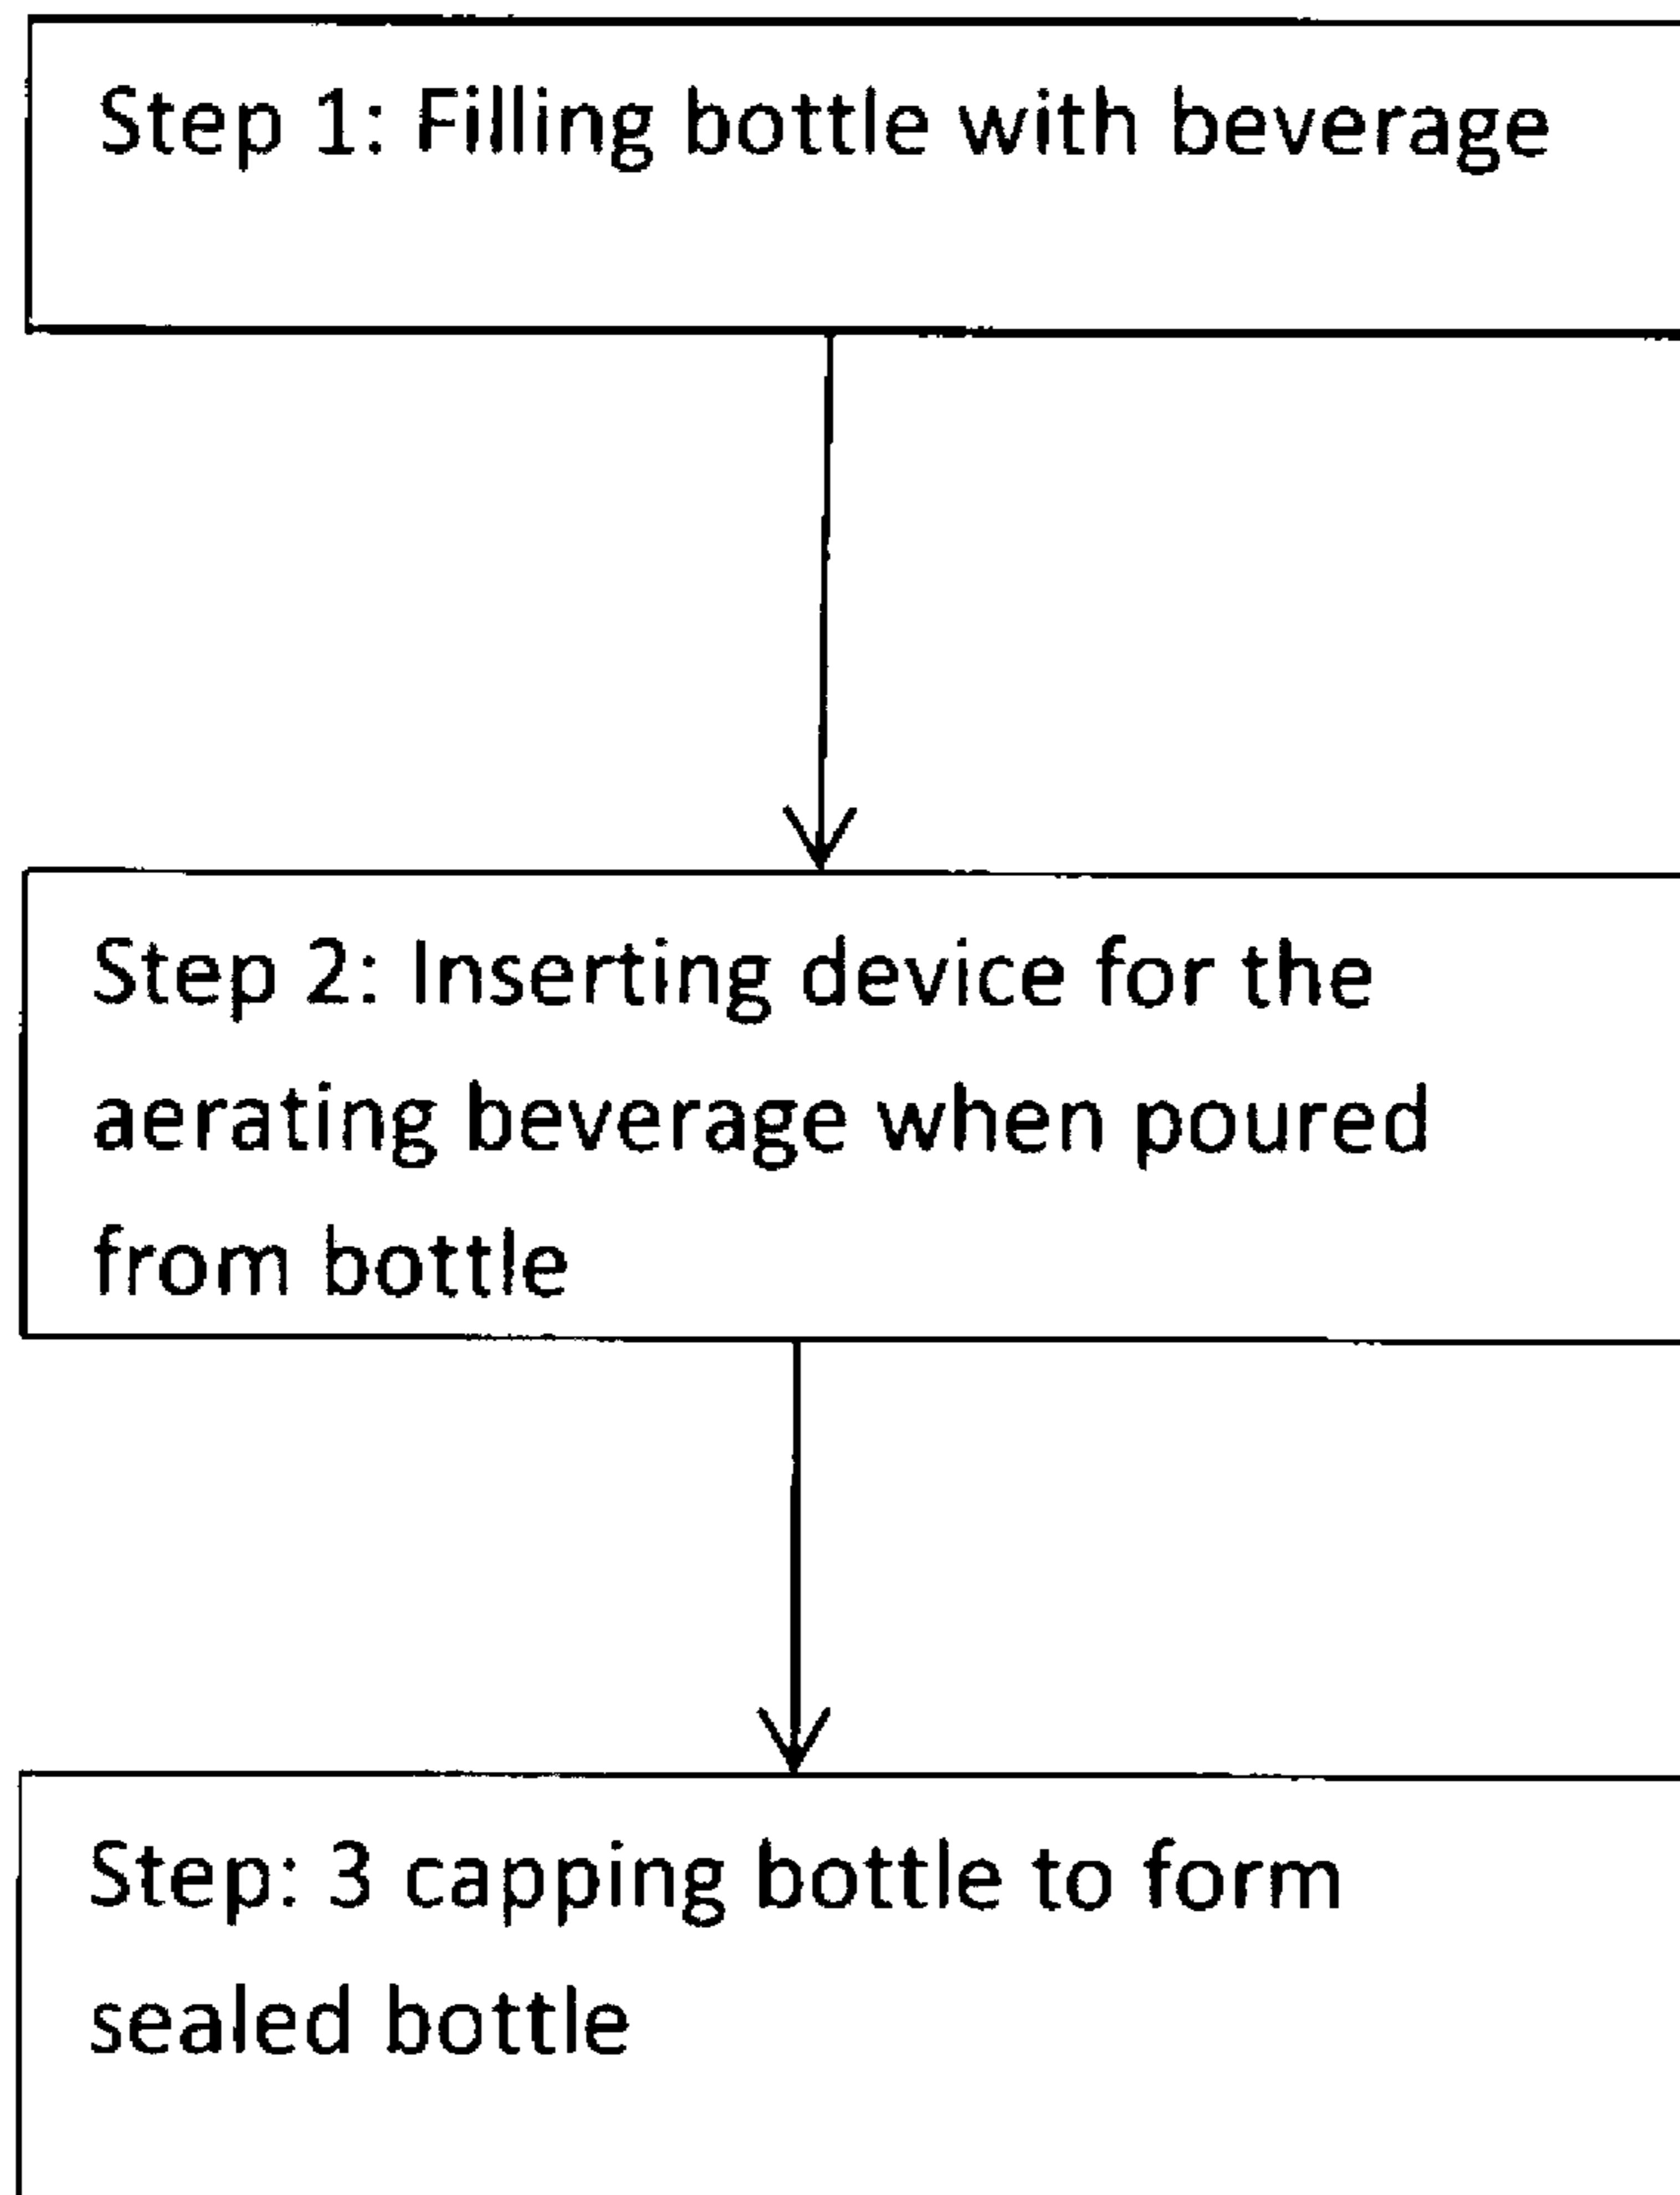 Step 1: Filling bottle with beverage
Step 2: Inserting device for the
aerating beverage when poured
from bottle
Step: 3 capping bottle to form
sealed bottle